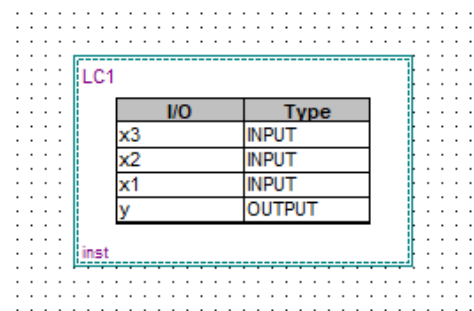 LC1
I/O Type
x3 INPUT
x2 INPUT
x1 INPUT
y OUTPUT
inst